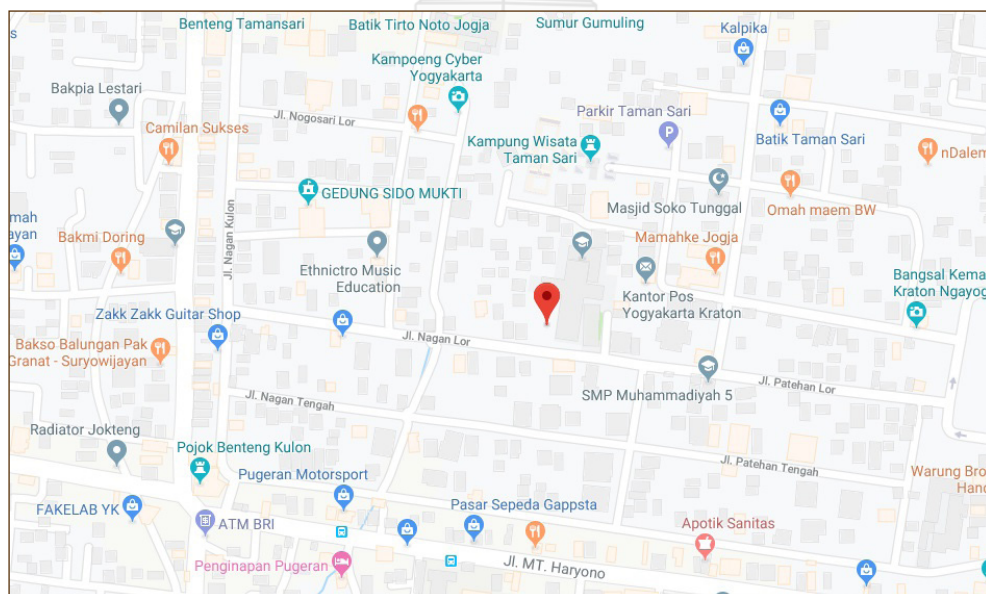 Benteng Tamansari
Batik Tirto Noto Jogja
Sumur Gumuling
Kalpika
s
Kampoeng Cyber
Yogyakarta
Bakpia Lestari
Jl. Nogosari Lor
Parkir Taman Sari
P
Camilan Sukses
Kampung Wisata
Taman Sari
Batik Taman Sari
nDalem
GEDUNG SIDO MUKTI
Masjid Soko Tunggal
Omah maem BW
mah
ayan
Bakmi Doring
Jl. Nagan Kulon
Mamahke Jogja
Ethnictro Music
Education
Bangsal Kema
Kraton Ngayog
Kantor Pos
Yogyakarta Kraton
Zakk Zakk Guitar Shop
Jl. Nagan Lor
Bakso Balungan Pak
Granat - Suryowijayan
Jl. Patehan Lor
SMP Muhammadiyah 5
Jl. Nagan Tengah
Radiator Jokteng
Pojok Benteng Kulon
Jl. Patehan Tengah
Pugeran Motorsport
Warung Bro
Hand
FAKELAB YK
Pasar Sepeda Gappsta
ATM BRI
Apotik Sanitas
Penginapan Pugeran
Jl. MT. Haryono